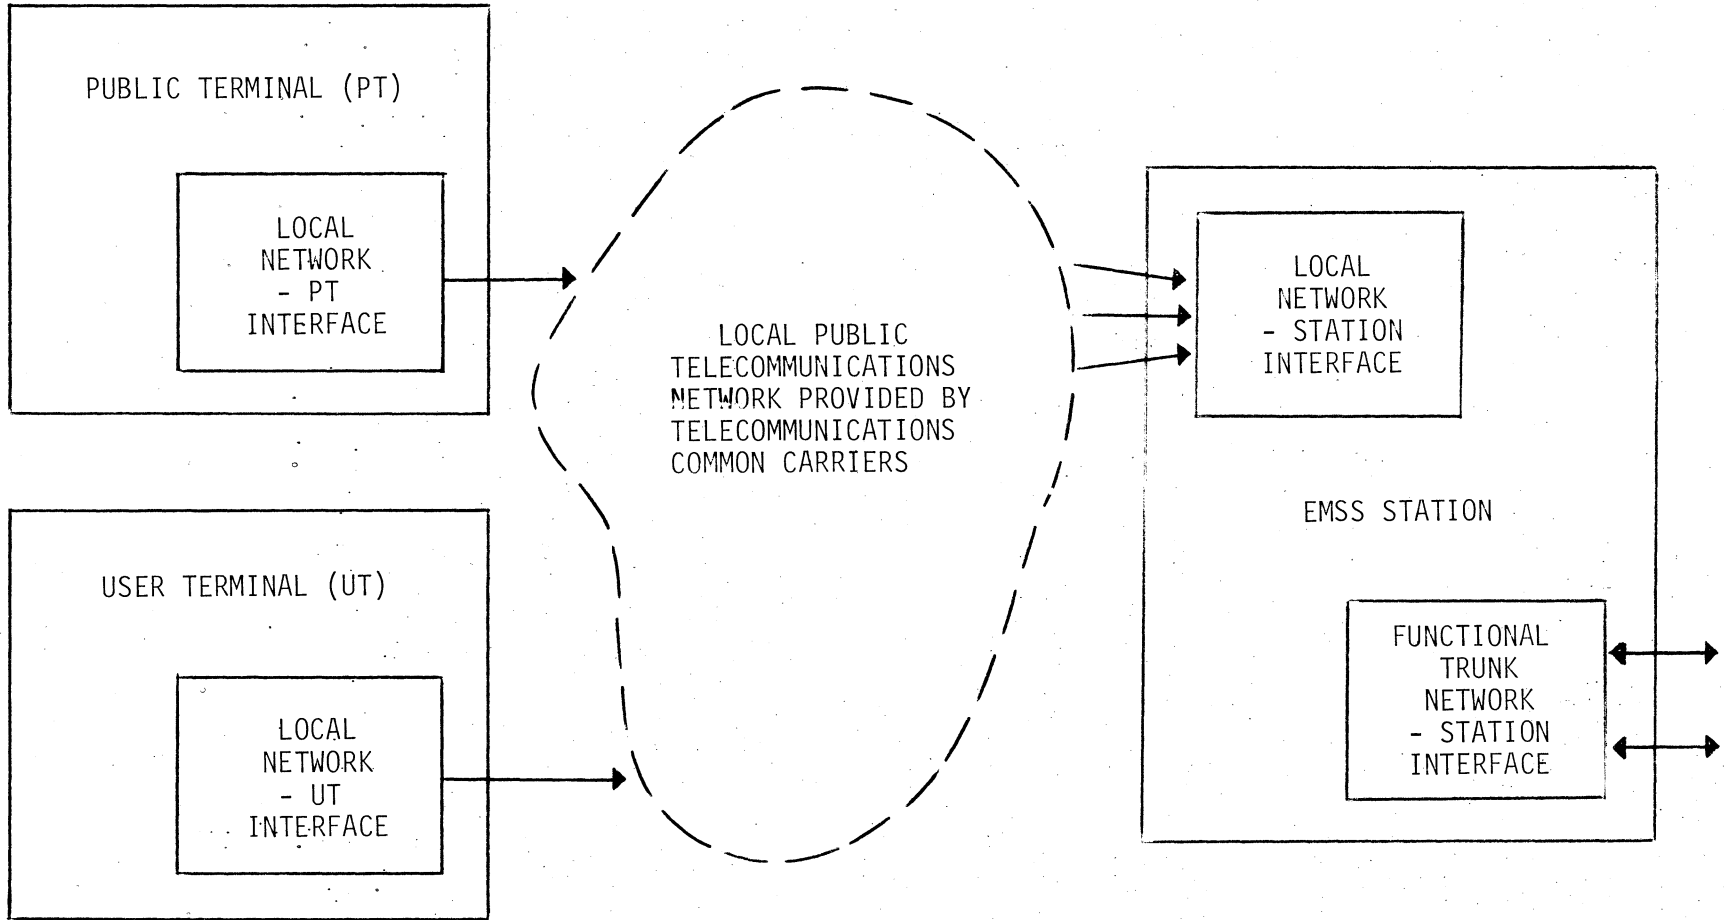 PUBLIC TERMINAL (PT)
LOCAL
NETWORK
- PT
INTERFACE
USER TERMINAL (UT)
LOCAL
NETWORK
- UT
INTERFACE
LOCAL PUBLIC
TELECOMMUNICATIONS
NETWORK PROVIDED BY
TELECOMMUNICATIONS
COMMON CARRIERS
LOCAL
NETWORK
- STATION
INTERFACE
EMSS STATION
FUNCTIONAL
TRUNK
NETWORK
- STATION
INTERFACE